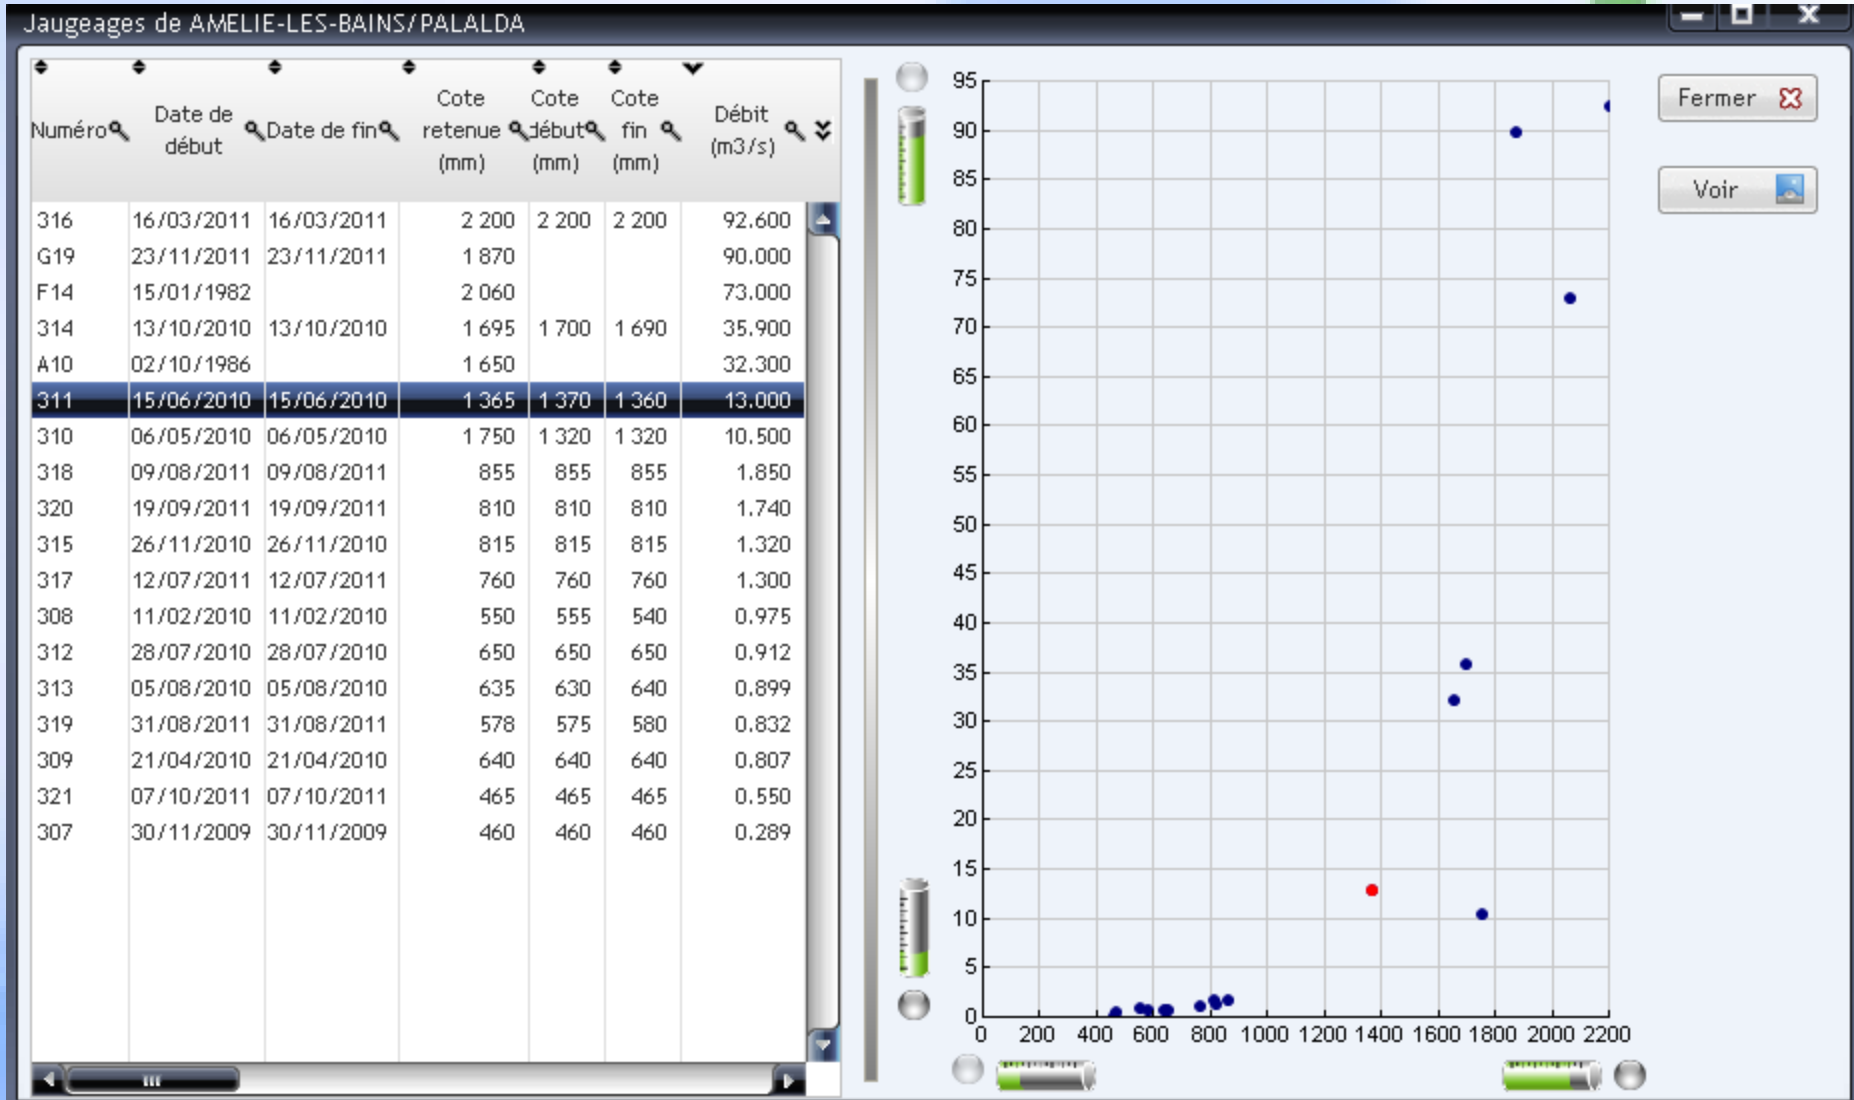 Jaugeages de AMELIE-LES-BAINS/PALALDA
Numéro Date de début Date de fin Cote retenue (mm) Cote début (mm) Cote fin (mm) Débit (m3/s)
316 16/03/2011 16/03/2011 2 200 2 200 2 200 92.600
G19 23/11/2011 23/11/2011 1 870 90.000
F14 15/01/1982 2 060 73.000
314 13/10/2010 13/10/2010 1 695 1 700 1 690 35.900
A10 02/10/1986 1 650 32.300
311 15/06/2010 15/06/2010 1 365 1 370 1 360 13.000
310 06/05/2010 06/05/2010 1 750 1 320 1 320 10.500
318 09/08/2011 09/08/2011 855 855 855 1.850
320 19/09/2011 19/09/2011 810 810 810 1.740
315 26/11/2010 26/11/2010 815 815 815 1.320
317 12/07/2011 12/07/2011 760 760 760 1.300
308 11/02/2010 11/02/2010 550 555 540 0.975
312 28/07/2010 28/07/2010 650 650 650 0.912
313 05/08/2010 05/08/2010 635 630 640 0.899
319 31/08/2011 31/08/2011 578 575 580 0.832
309 21/04/2010 21/04/2010 640 640 640 0.807
321 07/10/2011 07/10/2011 465 465 465 0.550
307 30/11/2009 30/11/2009 460 460 460 0.289
95
90
85
80
75
70
65
60
55
50
45
40
35
30
25
20
15
10
5
0
0 200 400 600 800 1000 1200 1400 1600 1800 2000 2200
Fermer
Voir